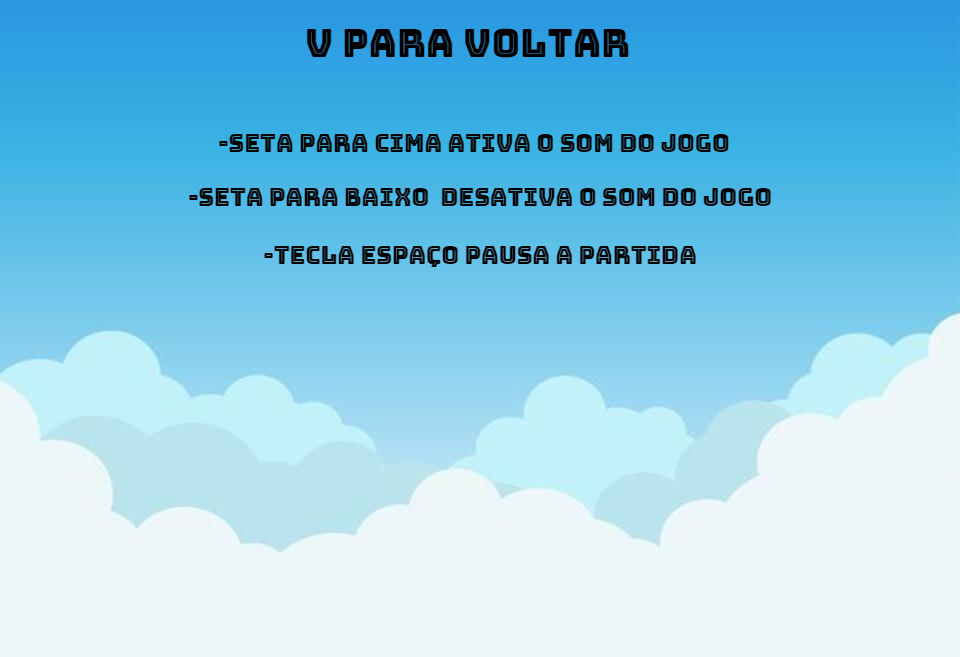 V PARA VOLTAR
-SETA PARA CIMA ATIVA O SOM DO JOGO
-SETA PARA BAIXO DESATIVA O SOM DO JOGO
-TECLA ESPAÇO PAUSA A PARTIDA